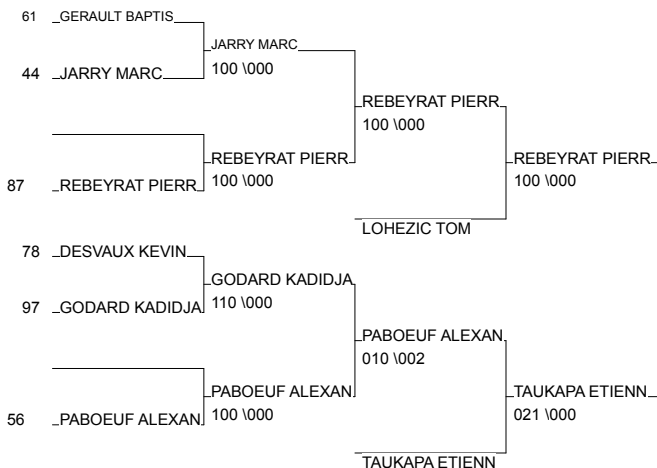 61 GERAULT BAPTIS
JARRY MARC
44 JARRY MARC
100 \000
REBEYRAT PIERR
100 \000
REBEYRAT PIERR
100 \000
87 REBEYRAT PIERR
REBEYRAT PIERR
100 \000
LOHEZIC TOM
78 DESVAUX KEVIN
GODARD KADIDJA
110 \000
97 GODARD KADIDJA
PABOEUF ALEXAN
010 \002
PABOEUF ALEXAN
100 \000
56 PABOEUF ALEXAN
TAUKAPA ETIENN
021 \000
TAUKAPA ETIENN